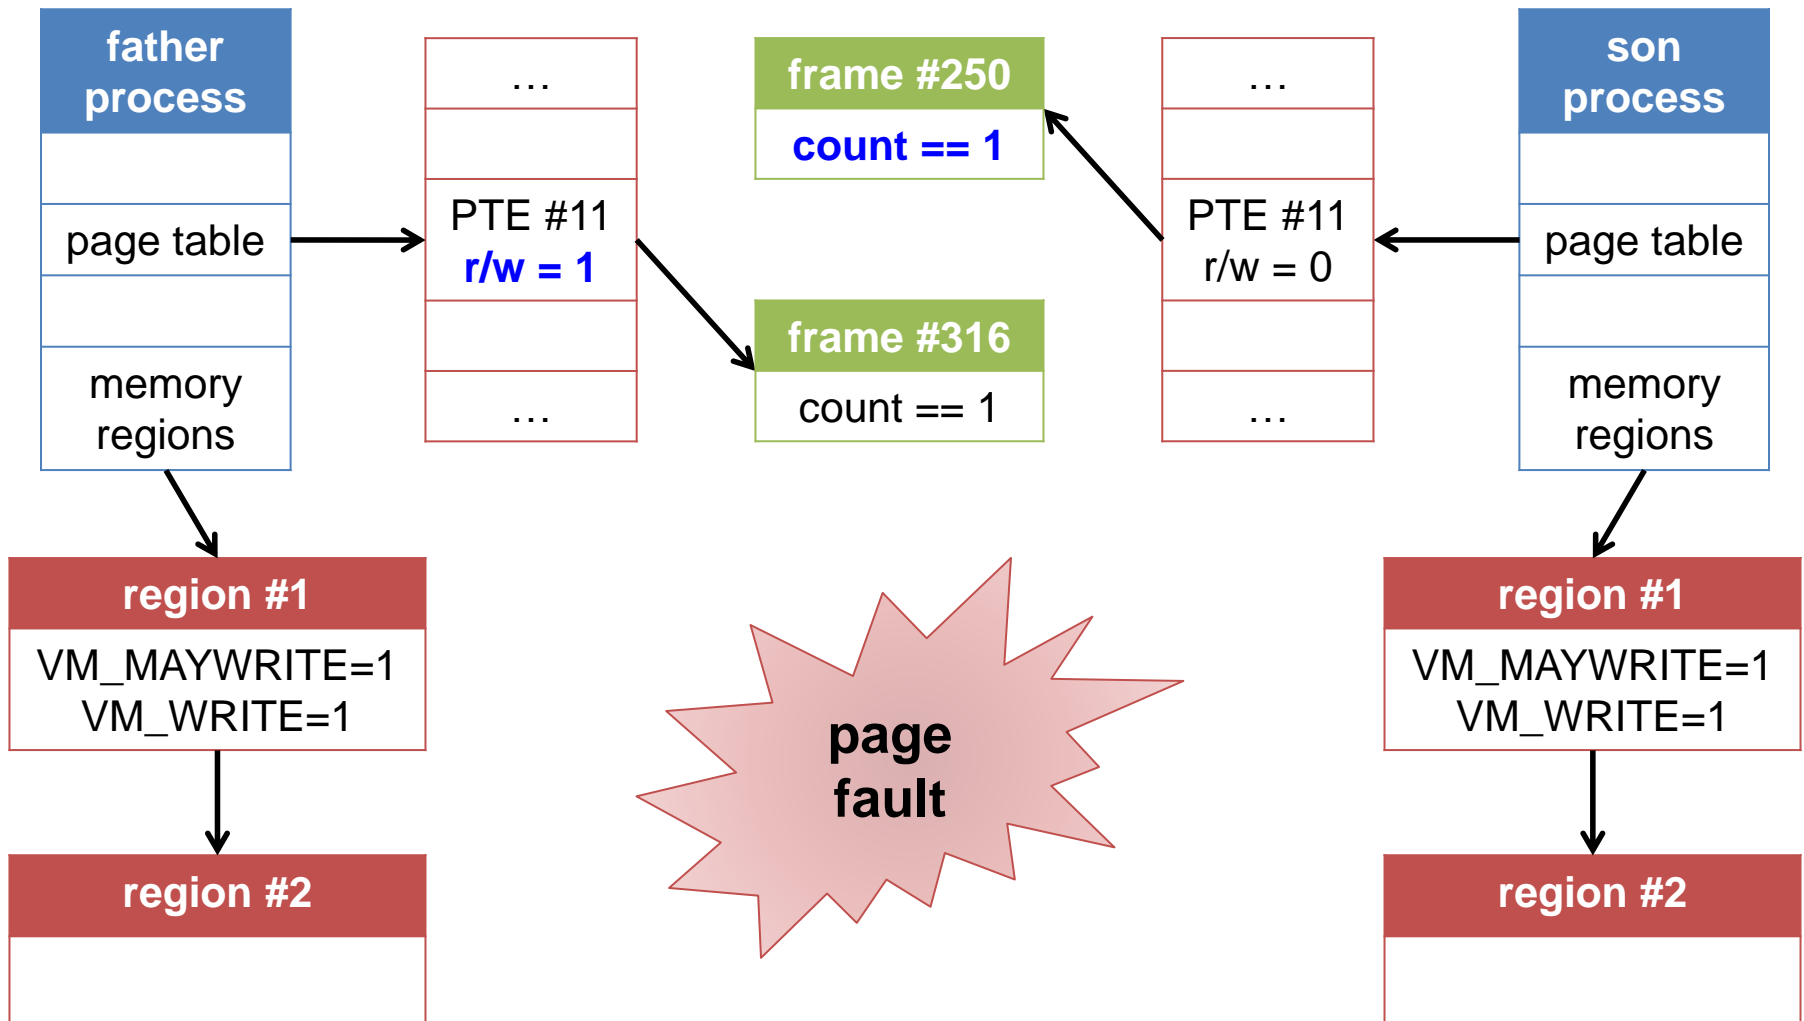 father
process
page table
memory
regions
…
PTE #11
r/w = 1
…
frame #250
count == 1
frame #316
count == 1
…
PTE #11
r/w = 0
…
son
process
page table
memory
regions
region #1
VM_MAYWRITE=1
VM_WRITE=1
region #2
page
fault
region #1
VM_MAYWRITE=1
VM_WRITE=1
region #2